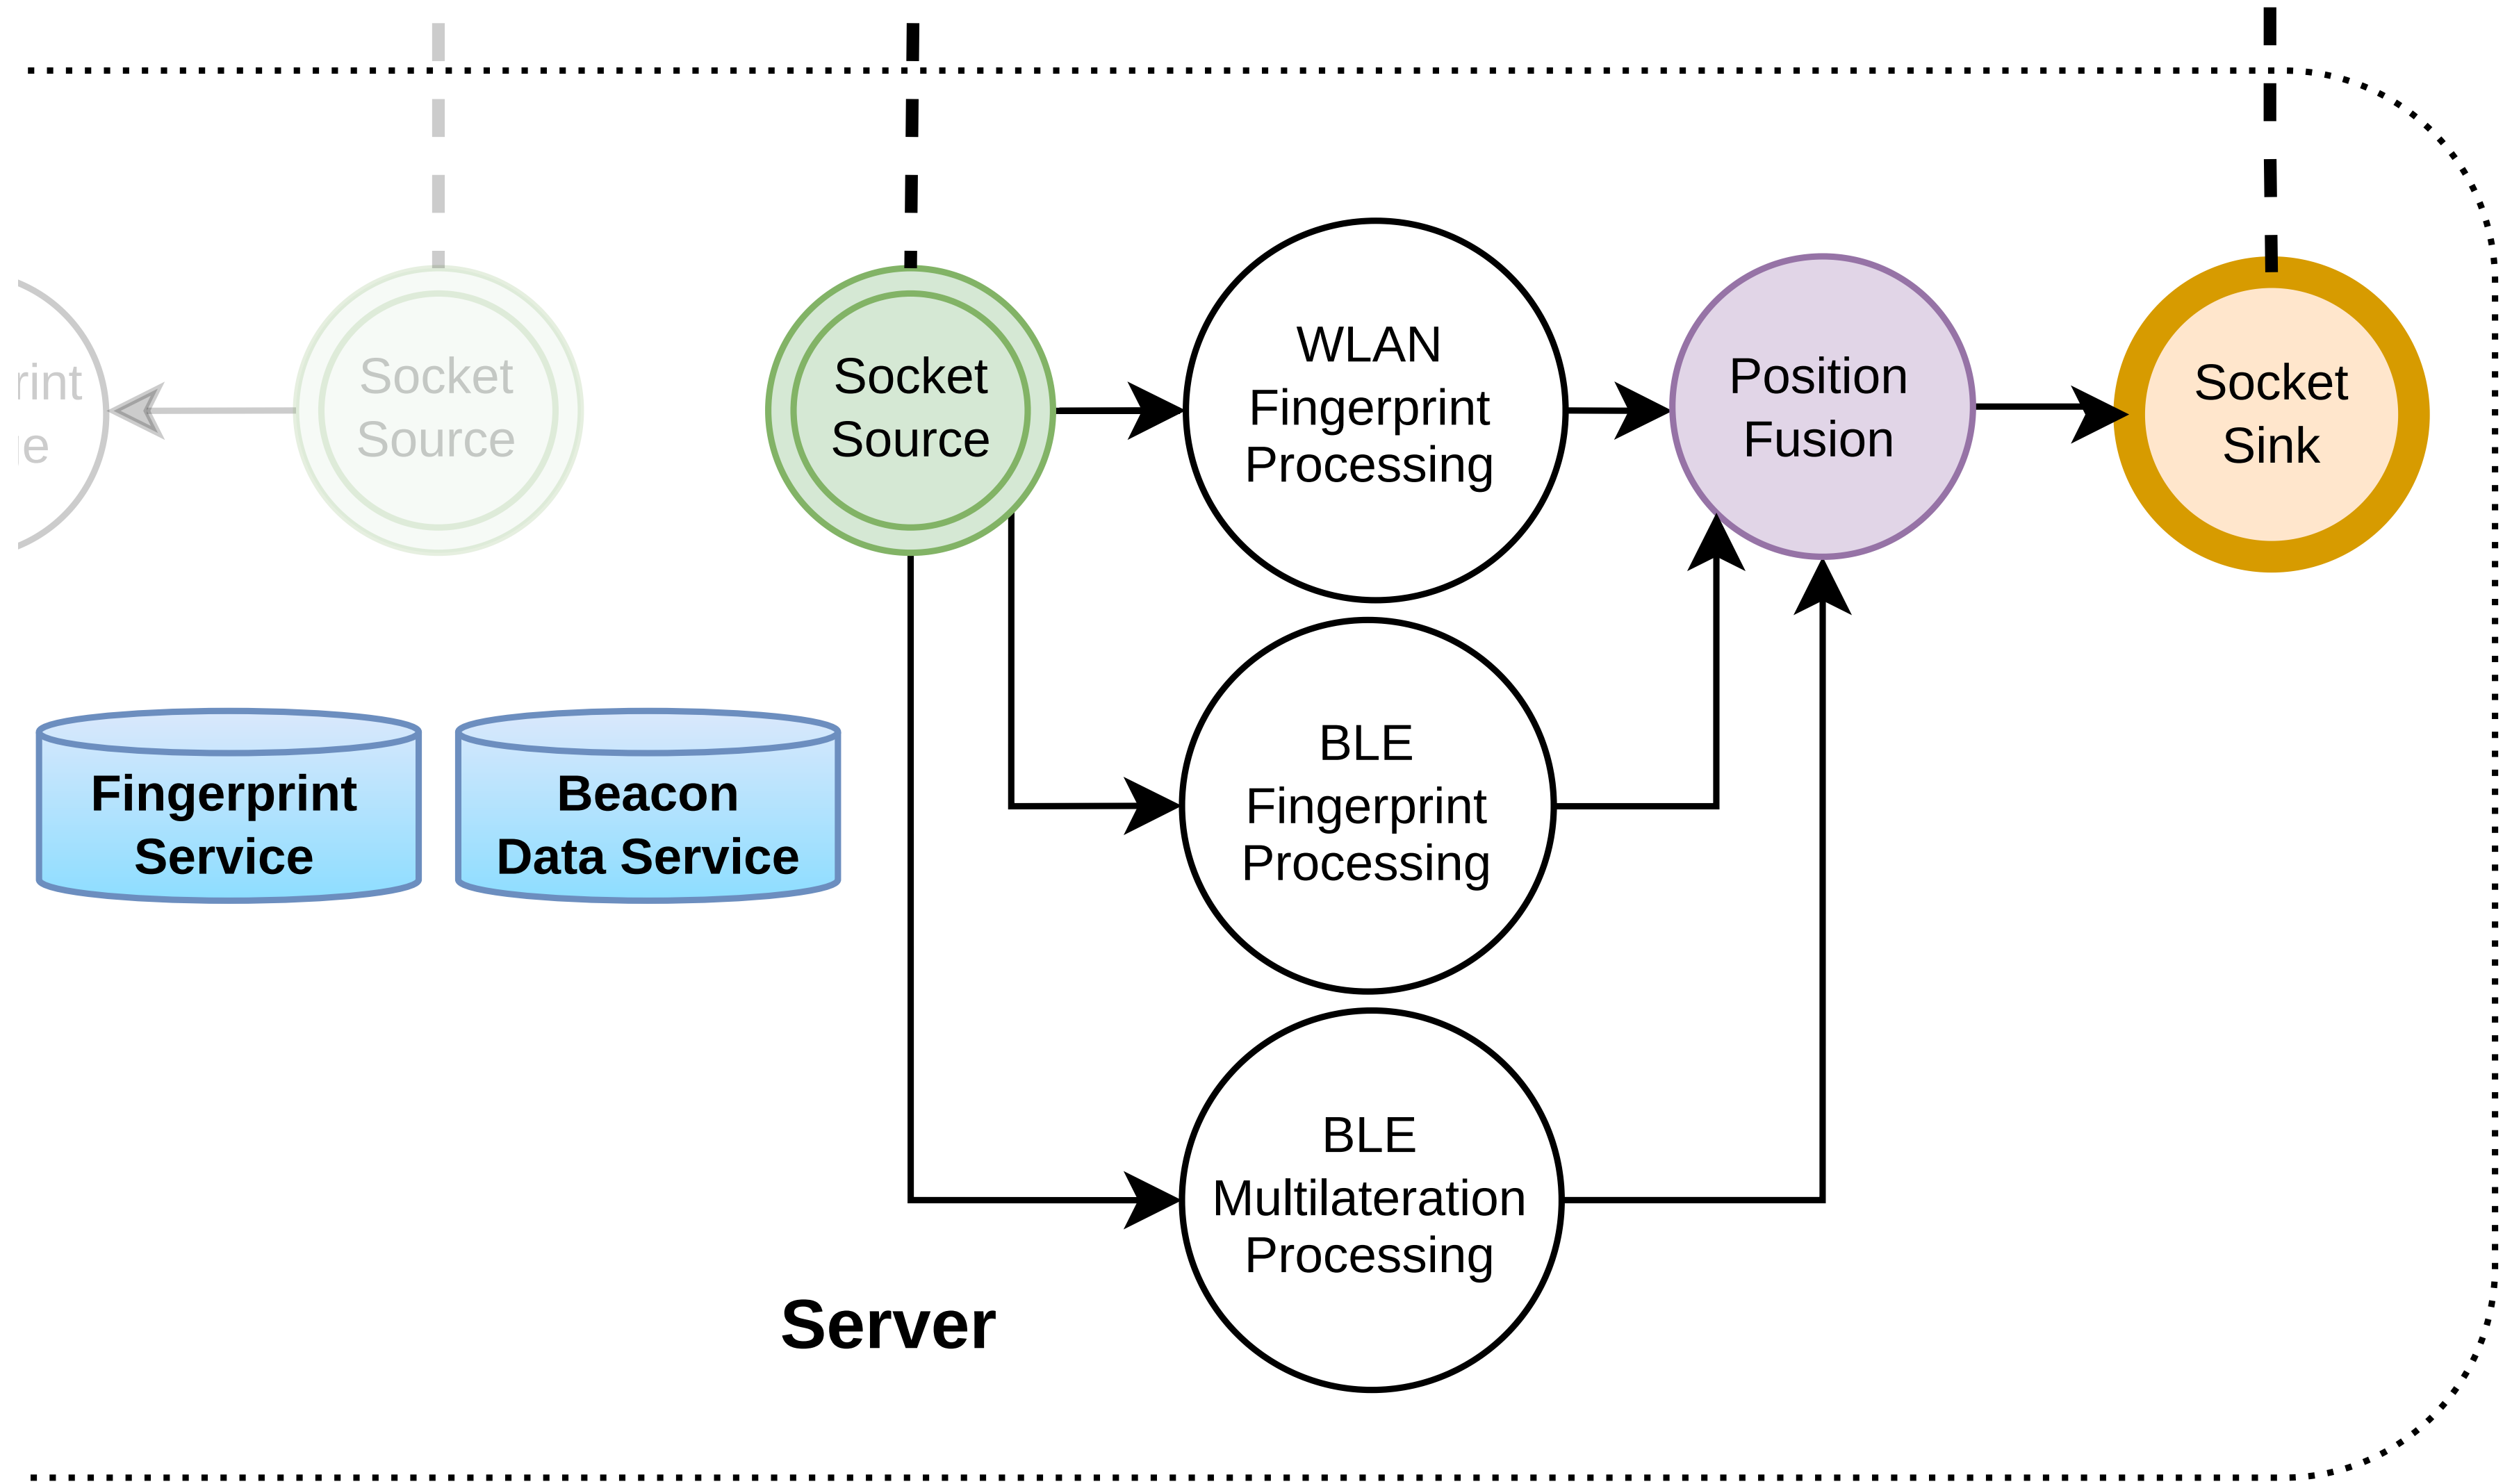 Socket
Source
Socket
Source
WLAN
Fingerprint
Processing
Position
Fusion
Socket
Sink
Fingerprint
Service
Beacon
Data Service
BLE
Fingerprint
Processing
BLE
Multilateration
Processing
Server